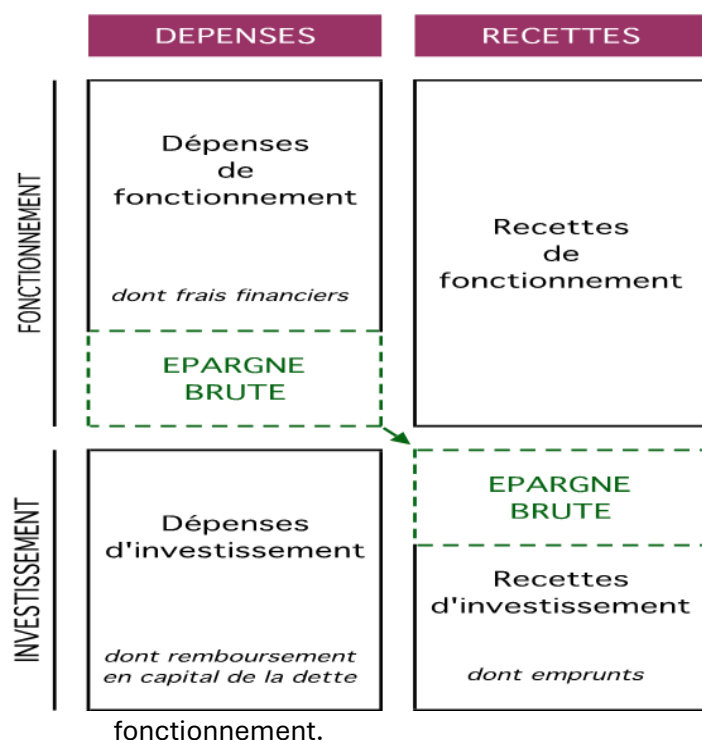 DEPENSES
RECETTES
FONCTIONNEMENT
Dépenses
de
fonctionnement
dont frais financiers
EPARGNE
BRUTE
Recettes
de
fonctionnement
INVESTISSEMENT
Dépenses
d'investissement
dont remboursement
en capital de la dette
EPARGNE
BRUTE
Recettes
d'investissement
dont emprunts
fonctionnement.